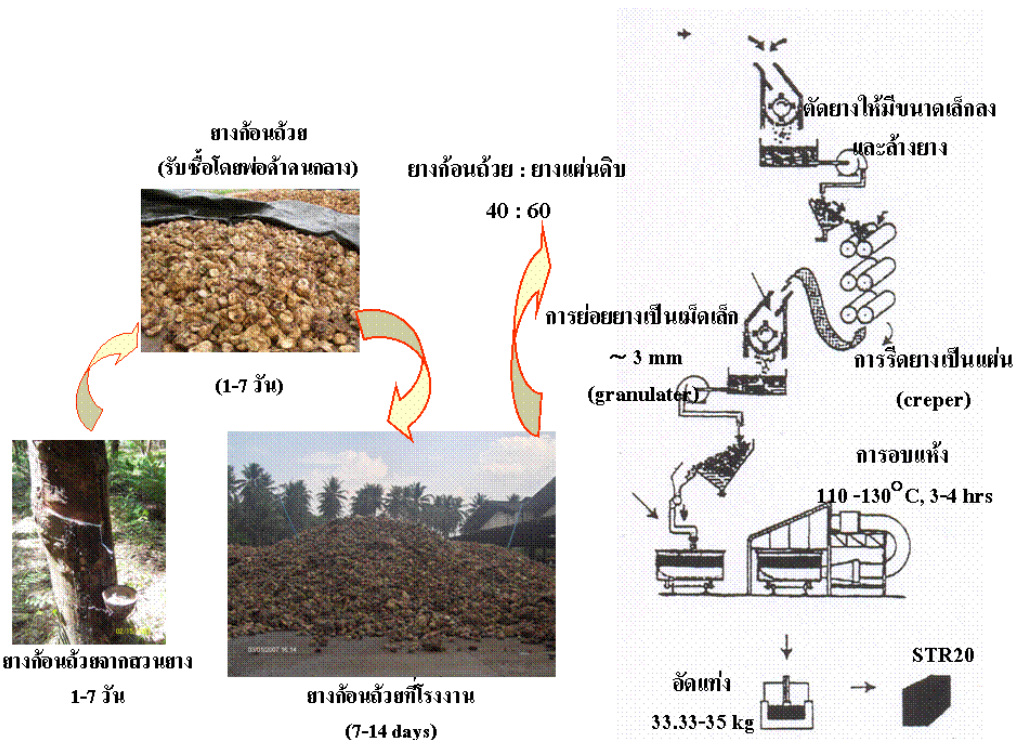 ยางก้อนถ้วย
(รับซื้อโดยพ่อค้าคนกลาง)
(1-7 วัน)
ยางก้อนถ้วยจากสวนยาง
1-7 วัน
03/01/2007 16:14
ยางก้อนถ้วยที่โรงงาน
(7-14 days)
ยางก้อนถ้วย : ยางแผ่นดิบ
40 : 60
ตัดยางให้มีขนาดเล็กลง
และล้างยาง
การรีดยางเป็นแผ่น
(creper)
การย่อยยางเป็นเม็ดเล็ก
~ 3 mm
(granulater)
การอบแห้ง
110 -130°C, 3-4 hrs
อัดแท่ง
33.33-35 kg
STR20